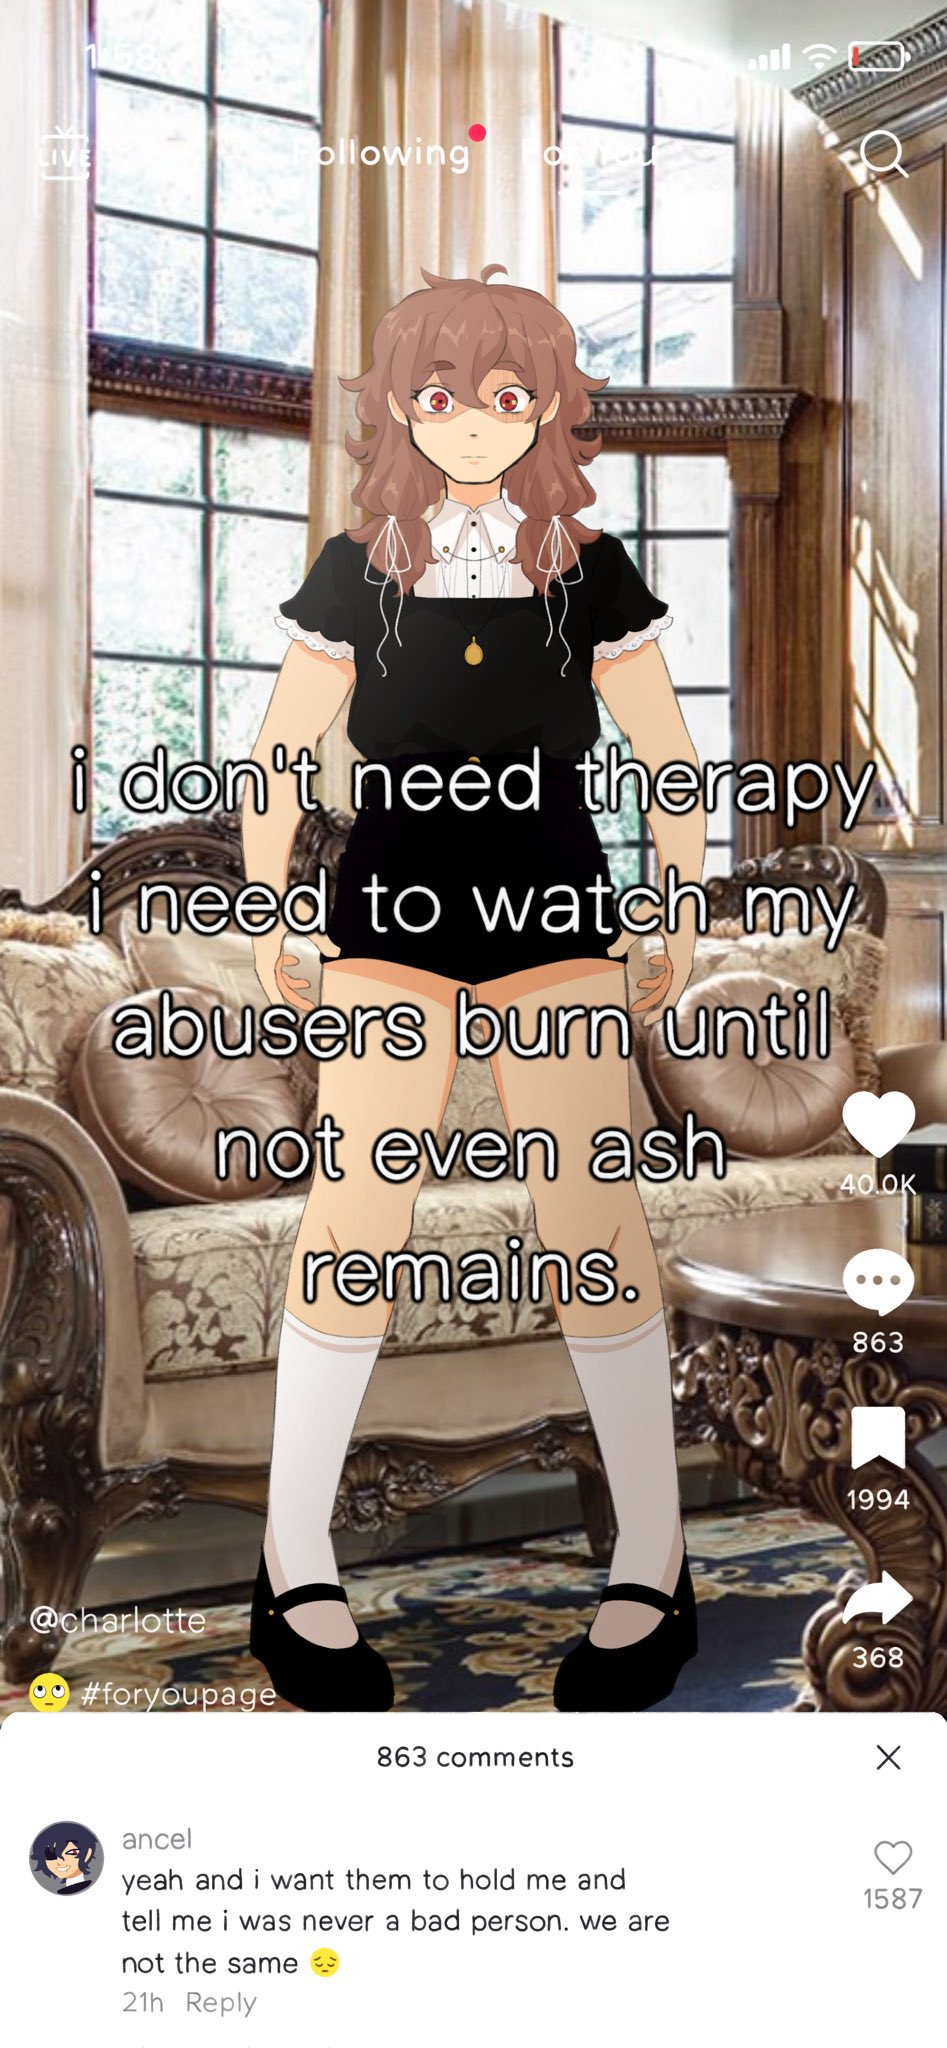 1:58
LIVE
Following For You
i don't need therapy
i need to watch my
abusers burn until
not even ash
remains.
40.0K
863
1994
368
@charlotte
🙄 #foryoupage
863 comments
ancel
yeah and i want them to hold me and
tell me i was never a bad person. we are
not the same 😔
1587
21h Reply